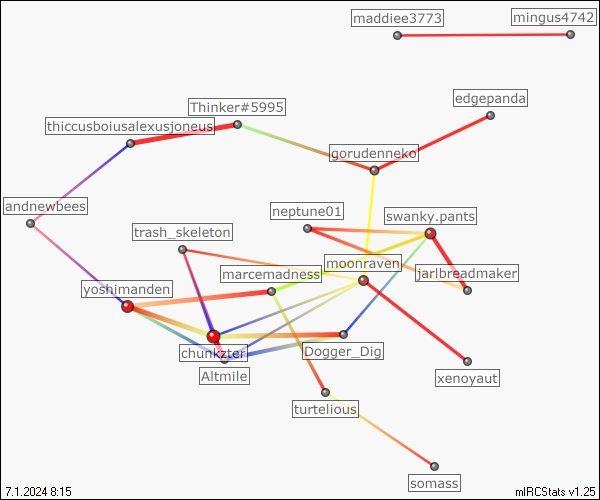 maddiee3773
mingus4742
edgepanda
Thinker#5995
thiccusboiusalexusjoneus
gorudenneko
andnewbees
neptune01
swanky.pants
trash_skeleton
moonraven
jarlbreadmaker
marcemadness
yoshimanden
chunkzter
Dogger_Dig
Altmile
xenoyaut
turtelious
somass
7.1.2024 8:15
mIRCStats v1.25